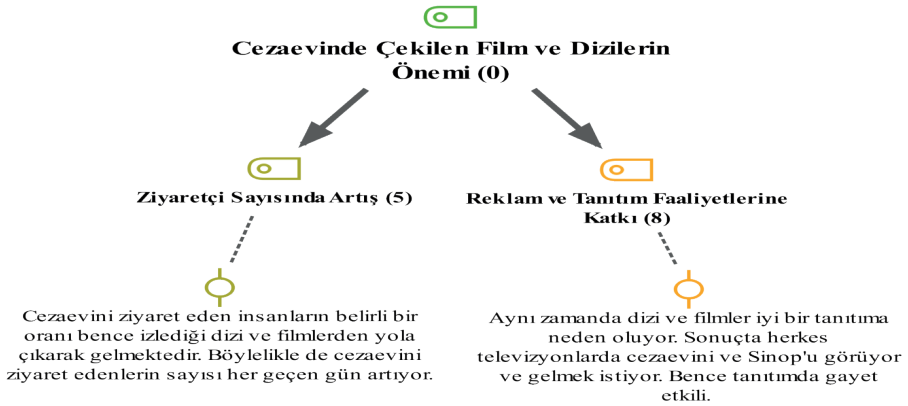 Cezaevinde Çekilen Film ve Dizilerin
Önemi (0)
Ziyaretçi Sayısında Artış (5)
Reklam ve Tanıtım Faaliyetlerine
Katkı (8)
Cezaevini ziyaret eden insanların belirli bir
oranı bence izlediği dizi ve filmlerden yola
çıkarak gelmektedir. Böylelikle de cezaevini
ziyaret edenlerin sayısı her geçen gün artıyor.
Aynı zamanda dizi ve filmler iyi bir tanıtıma
neden oluyor. Sonuçta herkes
televizyonlarda cezaevini ve Sinop'u görüyor
ve gelmek istiyor. Bence tanıtımda gayet
etkili.